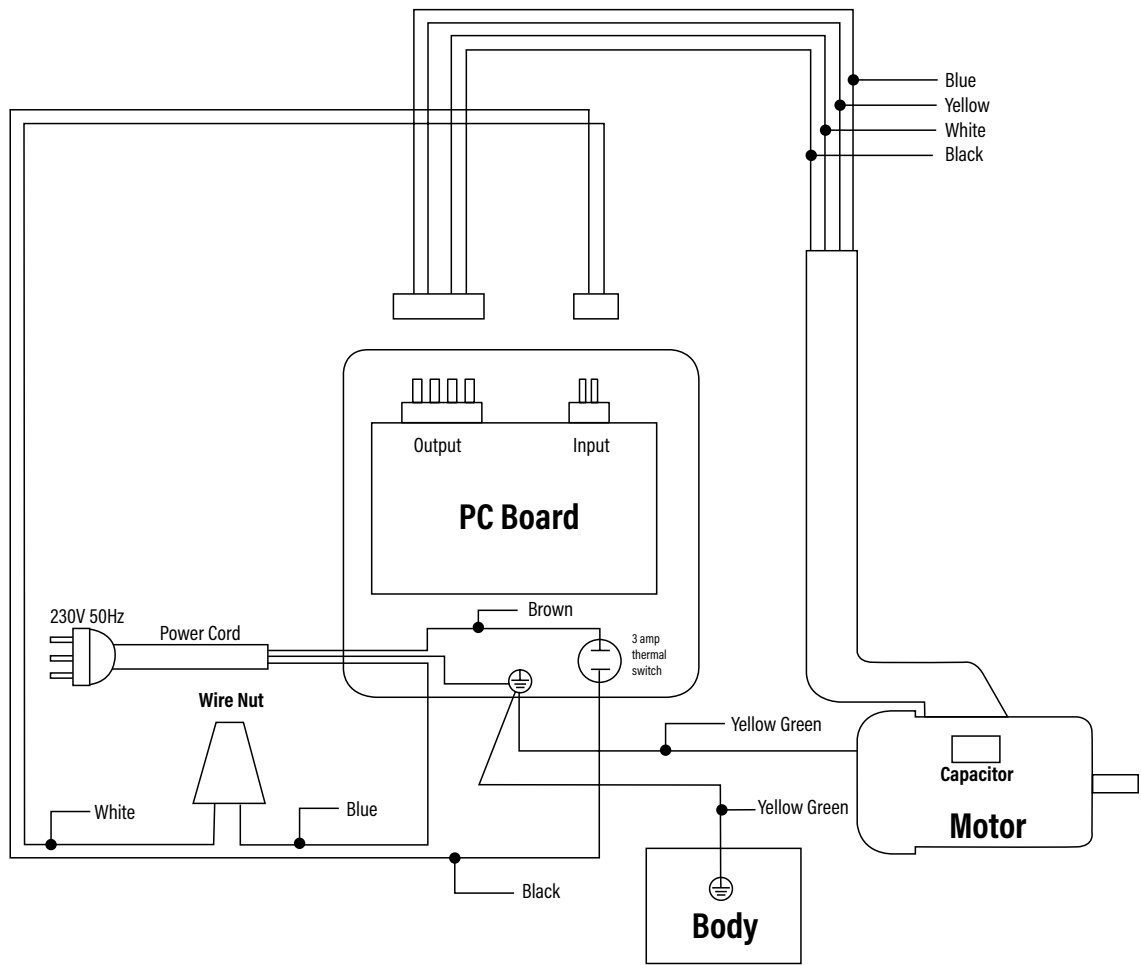 Blue
Yellow
White
Black
Output
Input
PC Board
230V 50Hz
Power Cord
Brown
3 amp
thermal
switch
Wire Nut
Yellow Green
Capacitor
Motor
White
Blue
Yellow Green
Black
Body